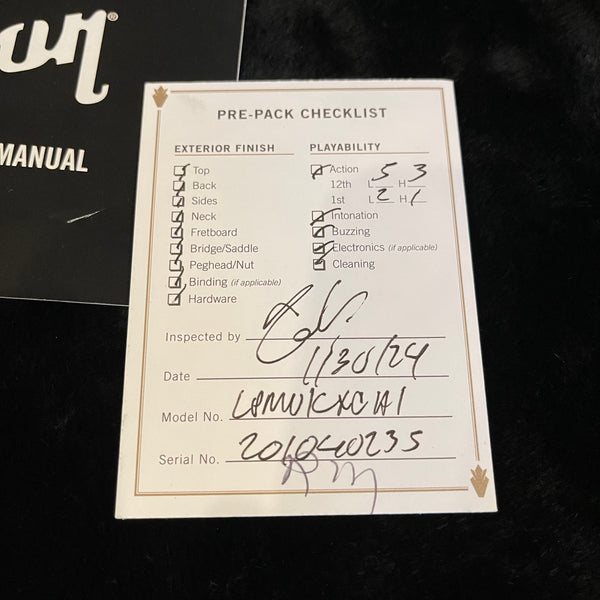 MANUAL
PRE-PACK CHECKLIST
EXTERIOR FINISH
Top
Back
Sides
Neck
Fretboard
Bridge/Saddle
Peghead/Nut
Binding (if applicable)
Hardware
PLAYABILITY
Action
12th L 5 H 3
1st L 2 H 1
Intonation
Buzzing
Electronics (if applicable)
Cleaning
Inspected by
Date 1/30/24
Model No.
Serial No. 201040235